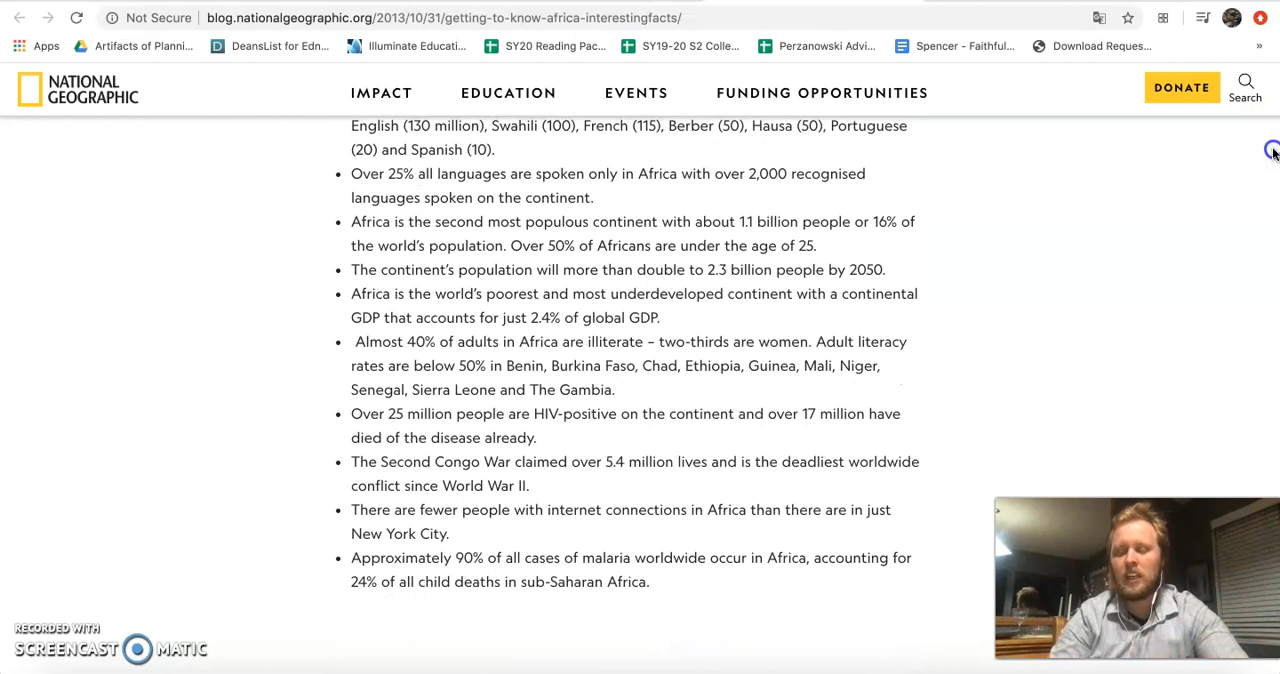 Not Secure blog.nationalgeographic.org/2013/10/31/getting-to-know-africa-interestingfacts/
Apps Artifacts of Planni... DeansList for Edn... Illuminate Educati... SY20 Reading Pac... SY19-20 S2 Colle... Perzanowski Advi... Spencer - Faithful... Download Reques... »
NATIONAL
GEOGRAPHIC
IMPACT EDUCATION EVENTS FUNDING OPPORTUNITIES
DONATE
Search
English (130 million), Swahili (100), French (115), Berber (50), Hausa (50), Portuguese
(20) and Spanish (10).
• Over 25% all languages are spoken only in Africa with over 2,000 recognised
languages spoken on the continent.
• Africa is the second most populous continent with about 1.1 billion people or 16% of
the world's population. Over 50% of Africans are under the age of 25.
• The continent's population will more than double to 2.3 billion people by 2050.
• Africa is the world's poorest and most underdeveloped continent with a continental
GDP that accounts for just 2.4% of global GDP.
• Almost 40% of adults in Africa are illiterate – two-thirds are women. Adult literacy
rates are below 50% in Benin, Burkina Faso, Chad, Ethiopia, Guinea, Mali, Niger,
Senegal, Sierra Leone and The Gambia.
• Over 25 million people are HIV-positive on the continent and over 17 million have
died of the disease already.
• The Second Congo War claimed over 5.4 million lives and is the deadliest worldwide
conflict since World War II.
• There are fewer people with internet connections in Africa than there are in just
New York City.
• Approximately 90% of all cases of malaria worldwide occur in Africa, accounting for
24% of all child deaths in sub-Saharan Africa.
RECORDED WITH
SCREENCAST MATIC